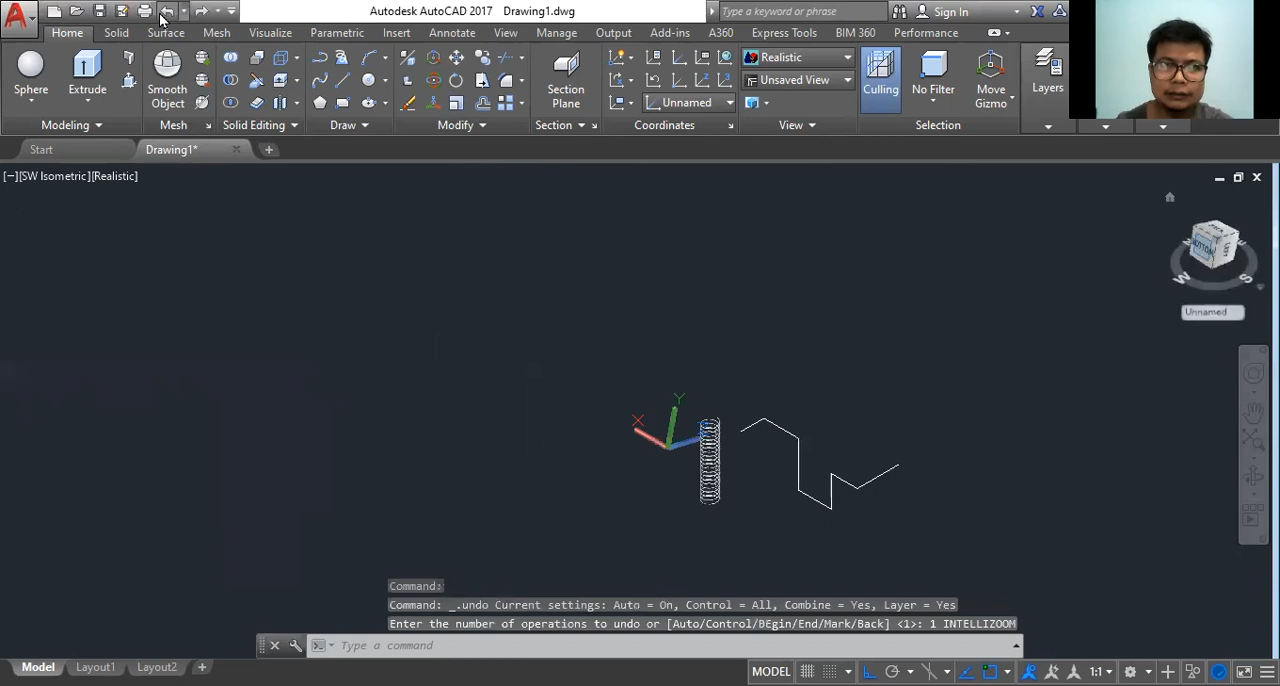 Autodesk AutoCAD 2017 Drawing1.dwg
Type a keyword or phrase
Sign In
Home Solid Surface Mesh Visualize Parametric Insert Annotate View Manage Output Add-ins A360 Express Tools BIM 360 Performance
Realistic
Unsaved View
Unnamed
Sphere Extrude Smooth Object Section Plane Culling No Filter Move Gizmo Layers
Modeling Mesh Solid Editing Draw Modify Section Coordinates View Selection
Start Drawing1*
[−][SW Isometric][Realistic]
BOTTOM
W S
Unnamed
X Y
Command:
Command: _.undo Current settings: Auto = On, Control = All, Combine = Yes, Layer = Yes
Enter the number of operations to undo or [Auto/Control/BEgin/End/Mark/Back] <1>: 1 INTELLIZOOM
Type a command
Model Layout1 Layout2
MODEL 1:1